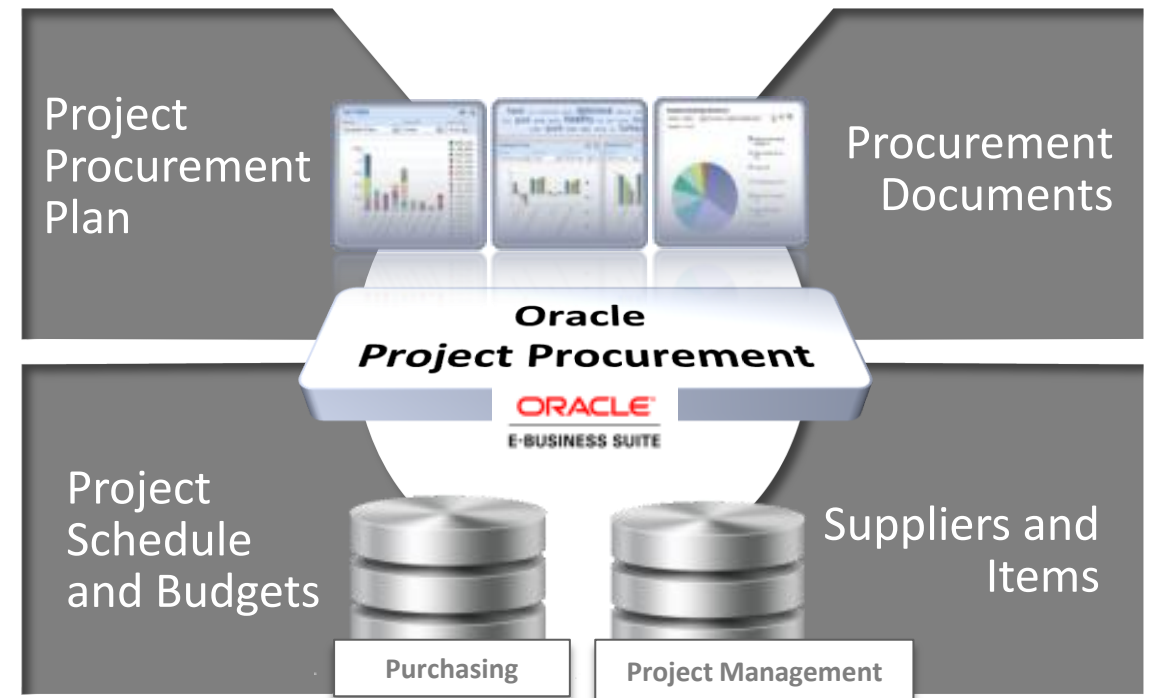 Project
Procurement
Plan
Procurement
Documents
Oracle
Project Procurement
ORACLE
E-BUSINESS SUITE
Project
Schedule
and Budgets
Suppliers and
Items
Purchasing
Project Management